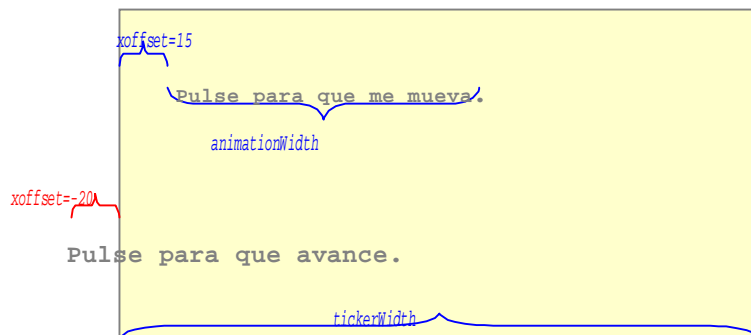 xoffset=15
Pulse para que me mueva.
animationWidth
xoffset=-20
Pulse para que avance.
tickerWidth